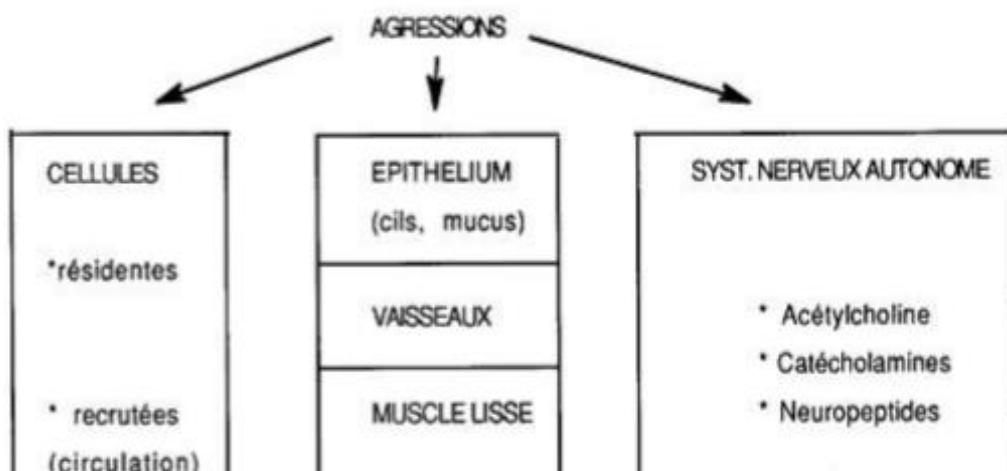 AGRESSIONS
CELLULES
*résidentes
* recrutées
(circulation)
EPITHELIUM
(cils, mucus)
VAISSEAUX
MUSCLE LISSE
SYST. NERVEUX AUTONOME
* Acétylcholine
* Catécholamines
* Neuropeptides